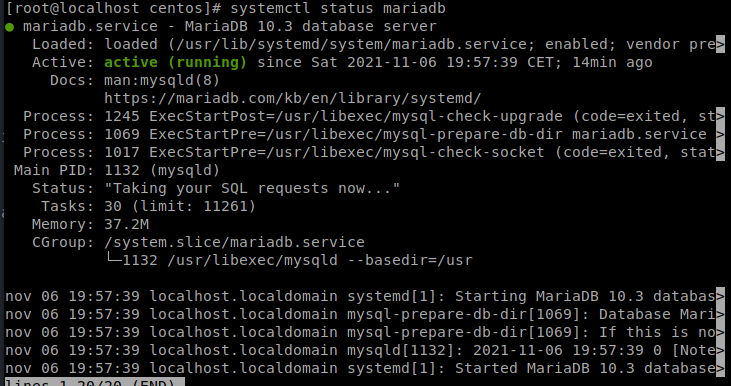 [root@localhost centos]# systemctl status mariadb
● mariadb.service - MariaDB 10.3 database server
   Loaded: loaded (/usr/lib/systemd/system/mariadb.service; enabled; vendor pre>
   Active: active (running) since Sat 2021-11-06 19:57:39 CET; 14min ago
     Docs: man:mysqld(8)
           https://mariadb.com/kb/en/library/systemd/
  Process: 1245 ExecStartPost=/usr/libexec/mysql-check-upgrade (code=exited, st>
  Process: 1069 ExecStartPre=/usr/libexec/mysql-prepare-db-dir mariadb.service >
  Process: 1017 ExecStartPre=/usr/libexec/mysql-check-socket (code=exited, stat>
 Main PID: 1132 (mysqld)
   Status: "Taking your SQL requests now..."
    Tasks: 30 (limit: 11261)
   Memory: 37.2M
   CGroup: /system.slice/mariadb.service
           └─1132 /usr/libexec/mysqld --basedir=/usr

nov 06 19:57:39 localhost.localdomain systemd[1]: Starting MariaDB 10.3 databas>
nov 06 19:57:39 localhost.localdomain mysql-prepare-db-dir[1069]: Database Mari>
nov 06 19:57:39 localhost.localdomain mysql-prepare-db-dir[1069]: If this is no>
nov 06 19:57:39 localhost.localdomain mysqld[1132]: 2021-11-06 19:57:39 0 [Note>
nov 06 19:57:39 localhost.localdomain systemd[1]: Started MariaDB 10.3 database>
lines 1-20/20 (END)